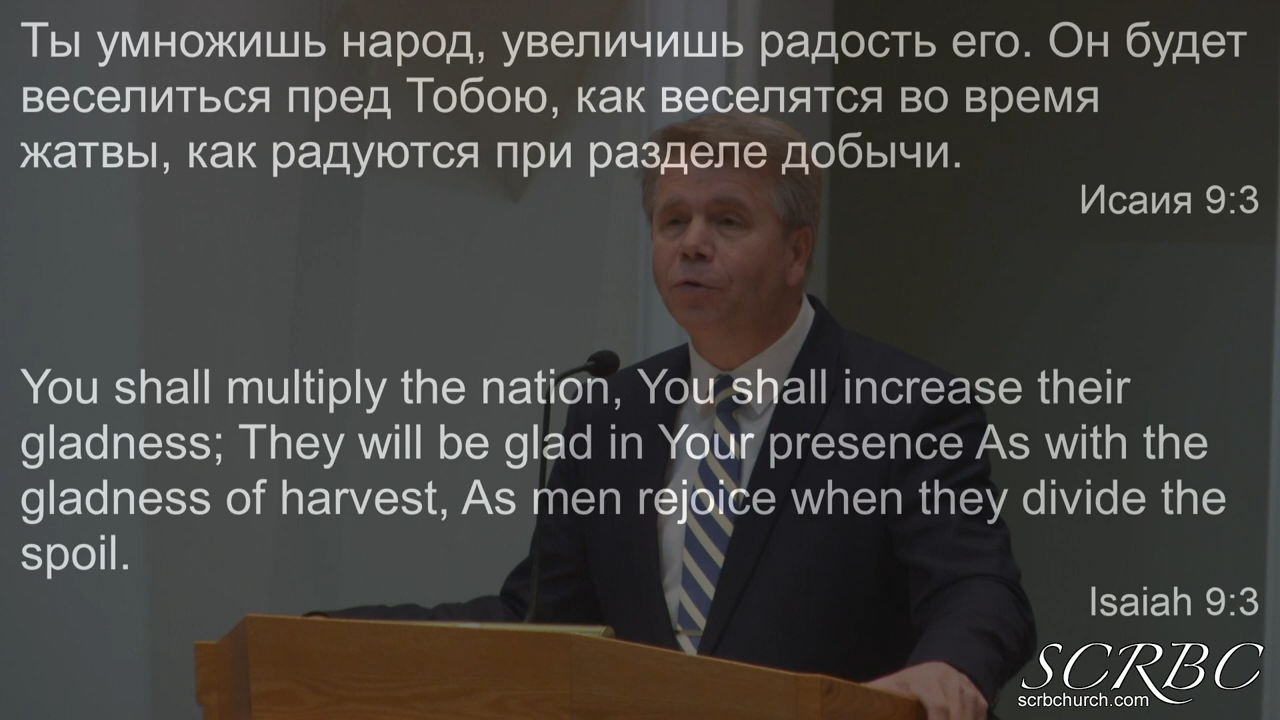 Ты умножишь народ, увеличишь радость его. Он будет
веселиться пред Тобою, как веселятся во время
жатвы, как радуются при разделе добычи.
Исаия 9:3
You shall multiply the nation, You shall increase their
gladness; They will be glad in Your presence As with the
gladness of harvest, As men rejoice when they divide the
spoil.
Isaiah 9:3
SCRBC
scrbchurch.com